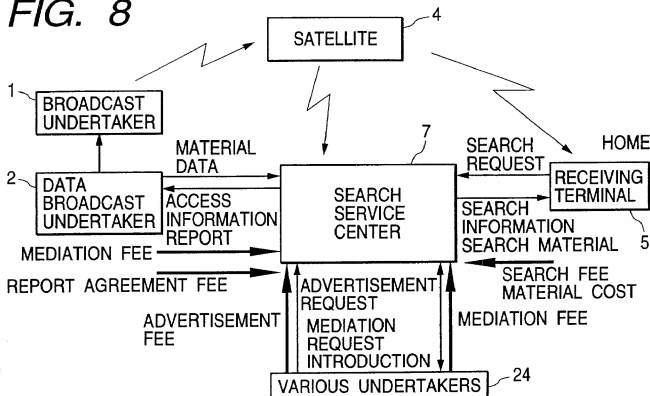 FIG. 8
4
SATELLITE
1
BROADCAST
UNDERTAKER
2
DATA
BROADCAST
UNDERTAKER
MATERIAL
DATA
ACCESS
INFORMATION
REPORT
7
SEARCH
SERVICE
CENTER
SEARCH
REQUEST
HOME
RECEIVING
TERMINAL
5
SEARCH
INFORMATION
SEARCH MATERIAL
MEDIATION FEE
REPORT AGREEMENT FEE
SEARCH FEE
MATERIAL COST
ADVERTISEMENT
FEE
ADVERTISEMENT
REQUEST
MEDIATION
REQUEST
INTRODUCTION
MEDIATION FEE
VARIOUS UNDERTAKERS
24